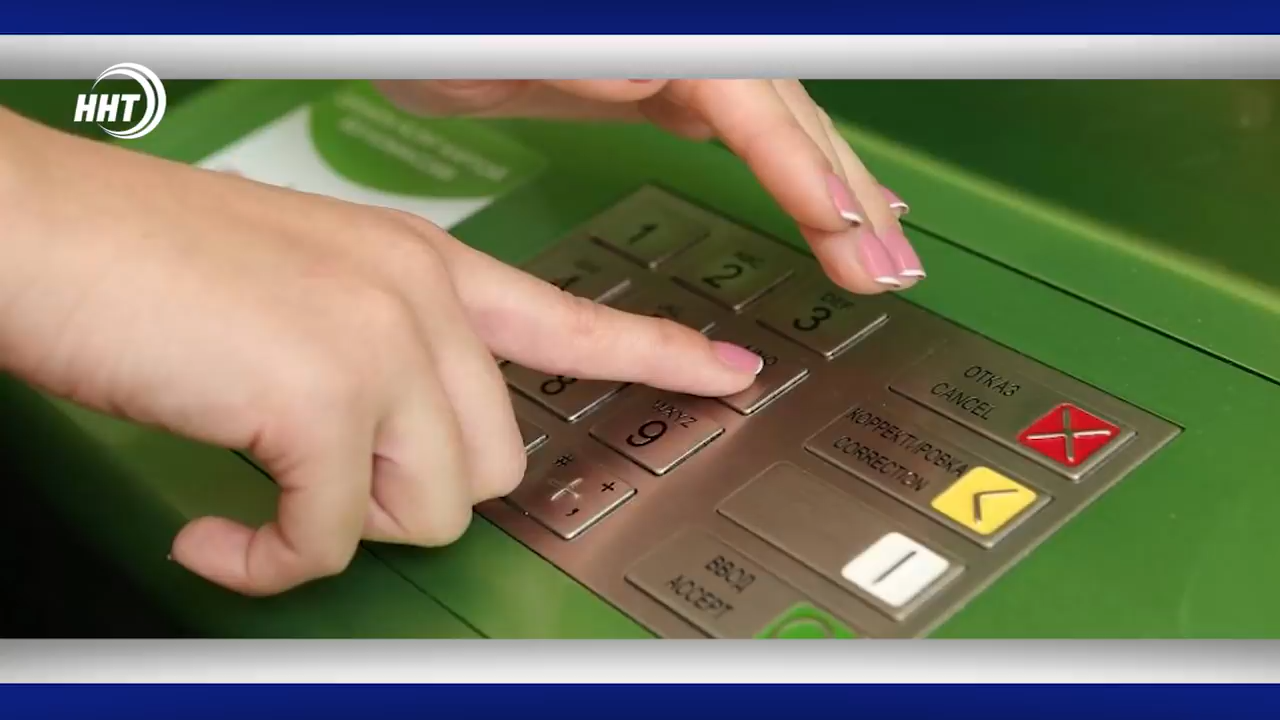 ННТ
1
2
3
DEF
8
WXYZ
9
#
+
ОТКАЗ
CANCEL
КОРРЕКТИРОВКА
CORRECTION
ВВОД
ACCEPT